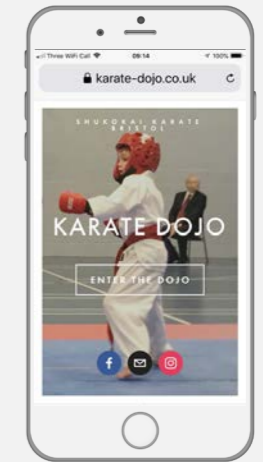 Three WiFi Call 09:14 100%
karate-dojo.co.uk
SHUKOKAI KARATE
BRISTOL
KARATE DOJO
ENTER THE DOJO